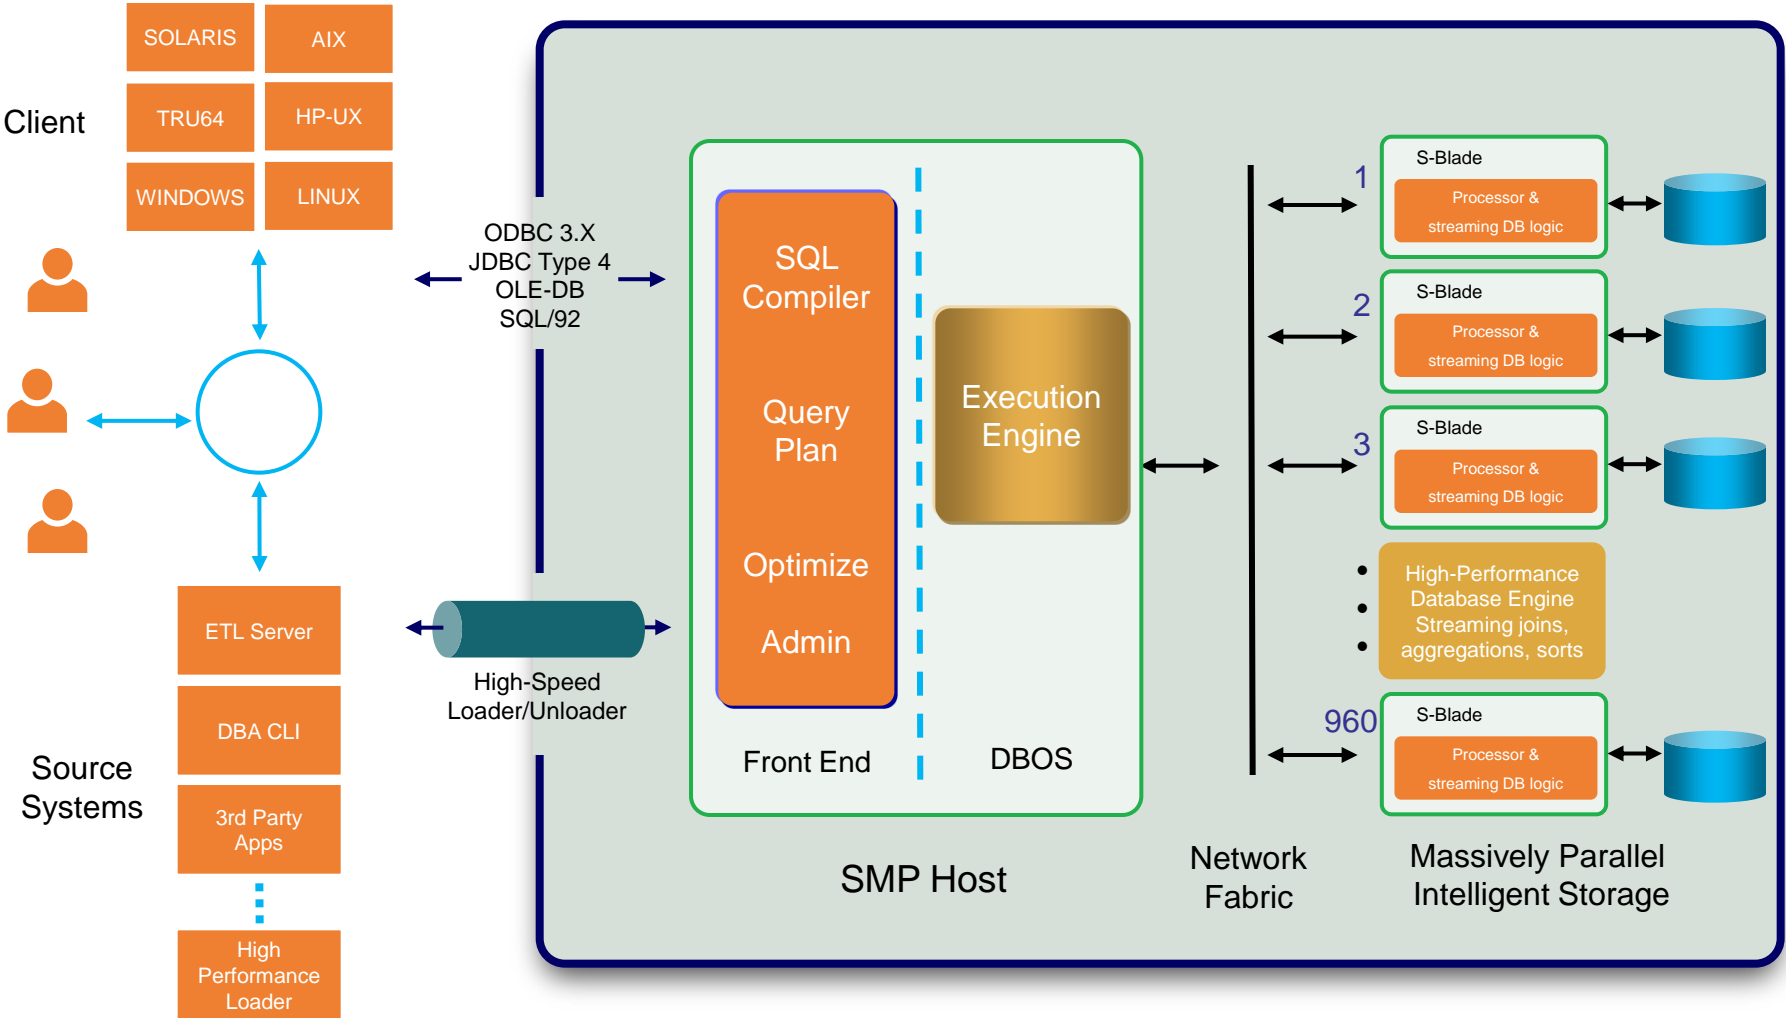 Client
SOLARIS
AIX
TRU64
HP-UX
WINDOWS
LINUX
ODBC 3.X
JDBC Type 4
OLE-DB
SQL/92
High-Speed
Loader/Unloader
Source
Systems
ETL Server
DBA CLI
3rd Party
Apps
High
Performance
Loader
SQL
Compiler
Query
Plan
Optimize
Admin
Front End
Execution
Engine
DBOS
SMP Host
Network
Fabric
1
S-Blade
Processor &
streaming DB logic
2
S-Blade
Processor &
streaming DB logic
3
S-Blade
Processor &
streaming DB logic
High-Performance
Database Engine
Streaming joins,
aggregations, sorts
960
S-Blade
Processor &
streaming DB logic
Massively Parallel
Intelligent Storage